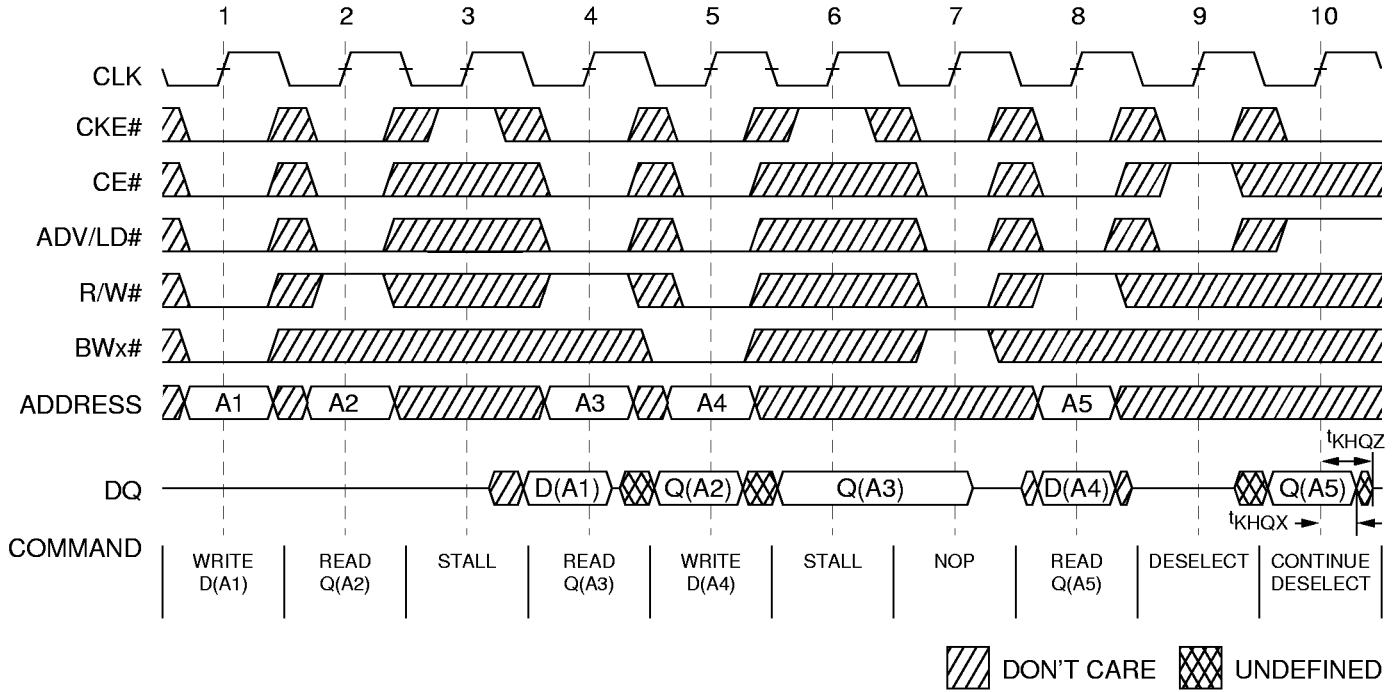 1 2 3 4 5 6 7 8 9 10
CLK
CKE#
CE#
ADV/LD#
R/W#
BWx#
ADDRESS A1 A2 A3 A4 A5
tKHQZ
DQ D(A1) Q(A2) Q(A3) D(A4) Q(A5)
tKHQX
COMMAND
WRITE READ STALL READ WRITE STALL NOP READ DESELECT CONTINUE
D(A1) Q(A2) Q(A3) D(A4) Q(A5) DESELECT
DON'T CARE UNDEFINED